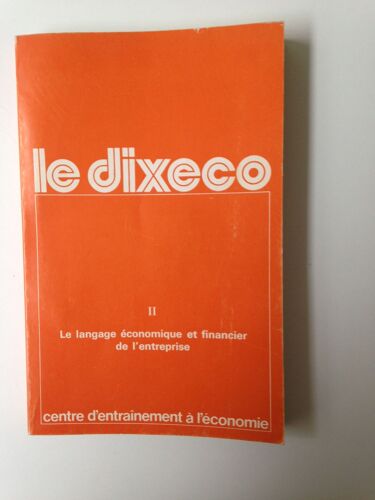 le dixeco
II
Le langage économique et financier
de l'entreprise
centre d'entrainement à l'économie